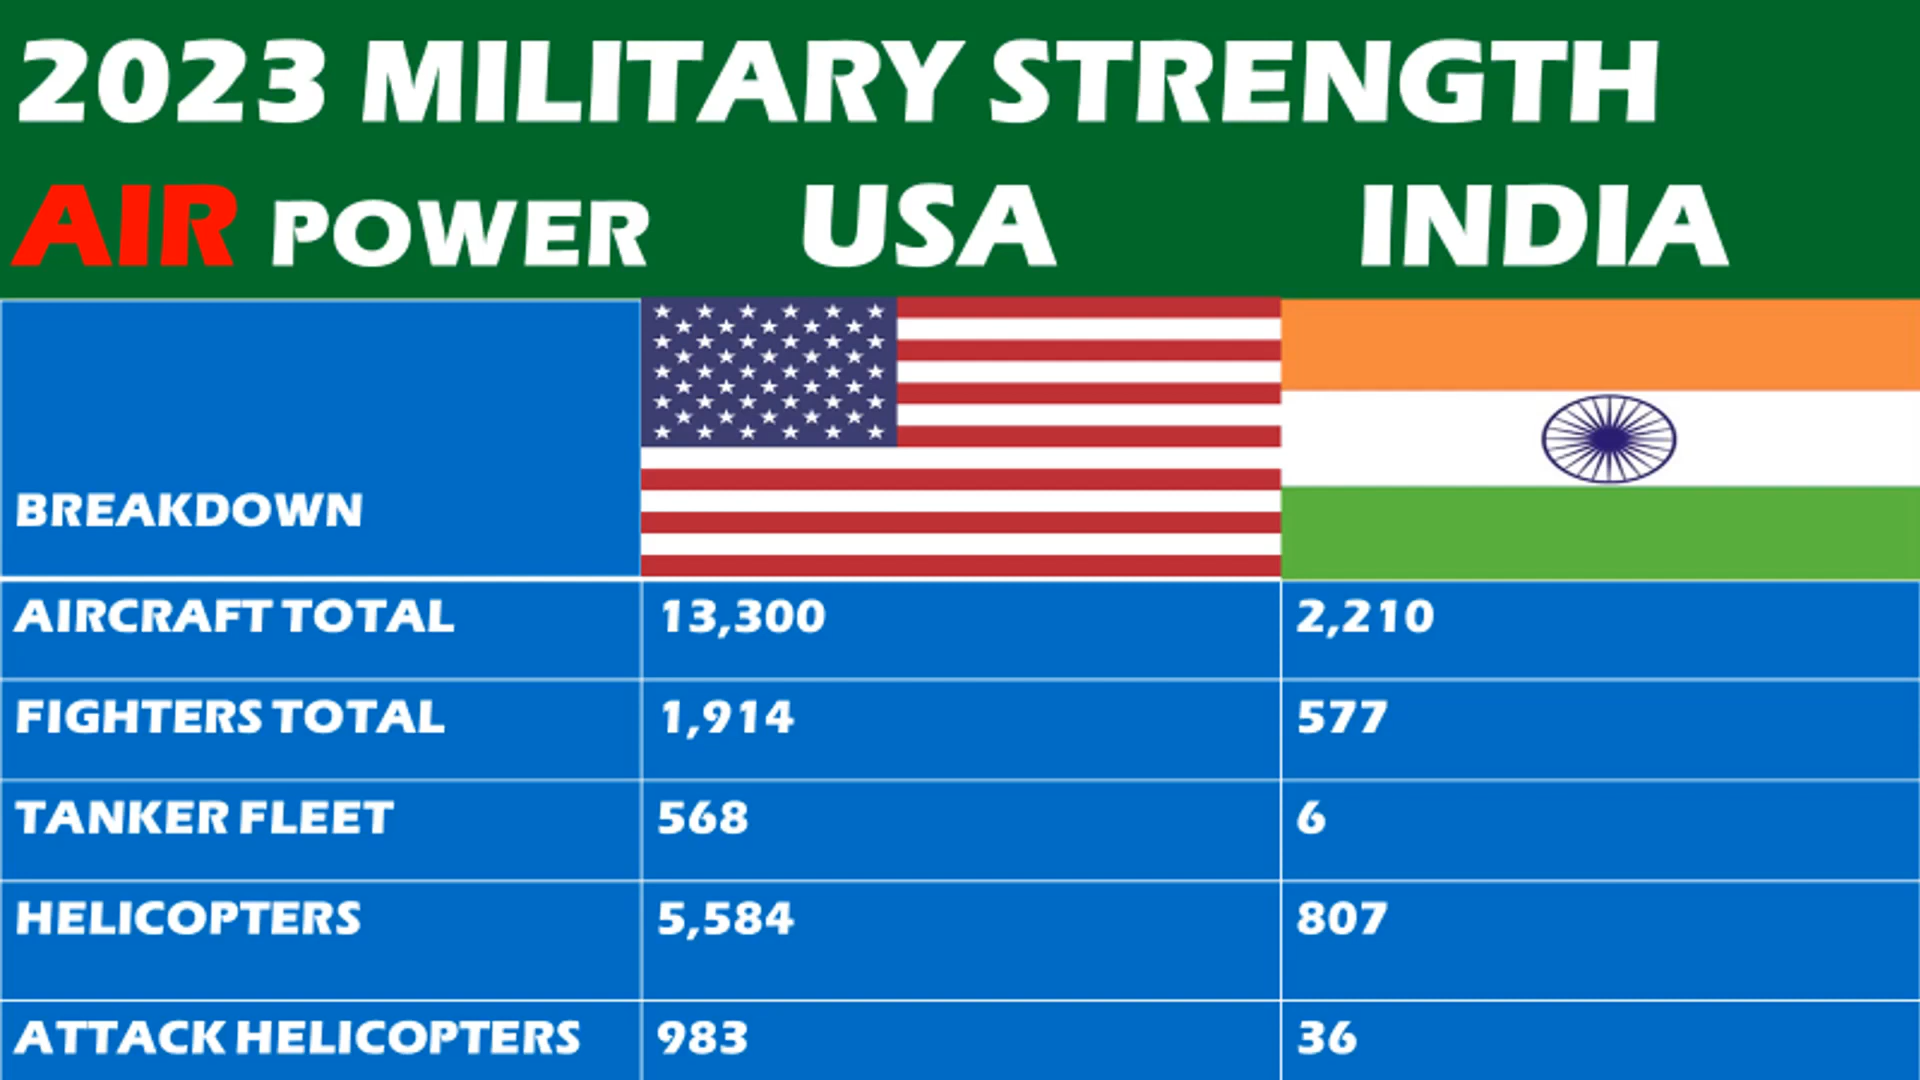 2023 MILITARY STRENGTH
AIR POWER USA INDIA
BREAKDOWN
AIRCRAFT TOTAL 13,300 2,210
FIGHTERS TOTAL 1,914 577
TANKER FLEET 568 6
HELICOPTERS 5,584 807
ATTACK HELICOPTERS 983 36